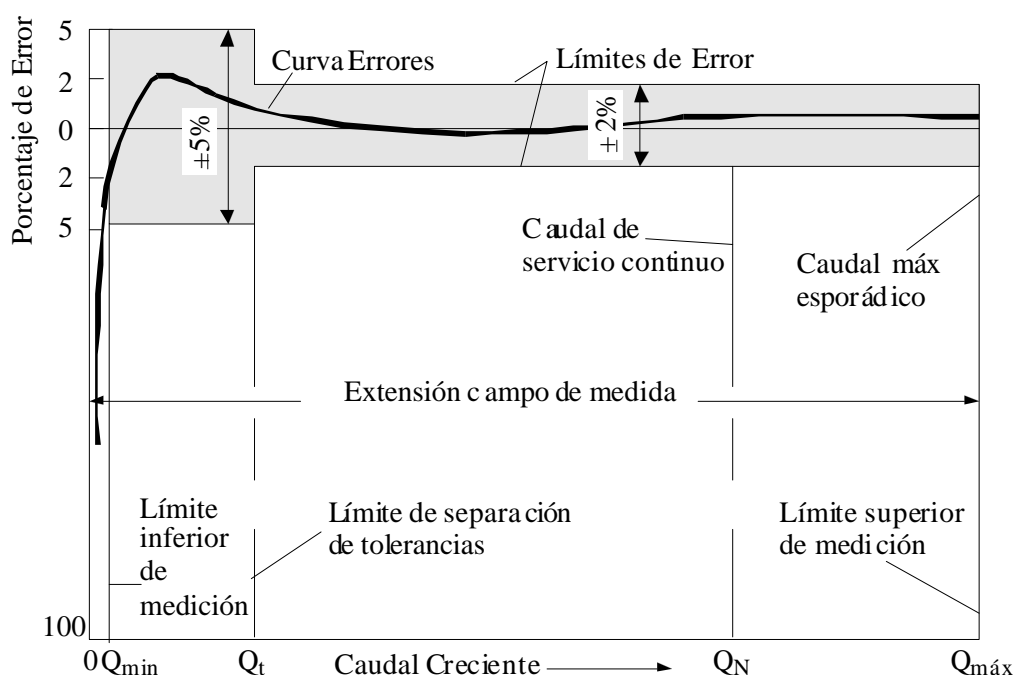 Porcentaje de Error
5
2
0
2
5
100
Curva Errores
Límites de Error
±5%
± 2%
Caudal de
servicio continuo
Caudal máx
esporádico
Extensión campo de medida
Límite
inferior
de
medición
Límite de separación
de tolerancias
Límite superior
de medición
0 Qmin
Qt
Caudal Creciente
QN
Qmáx